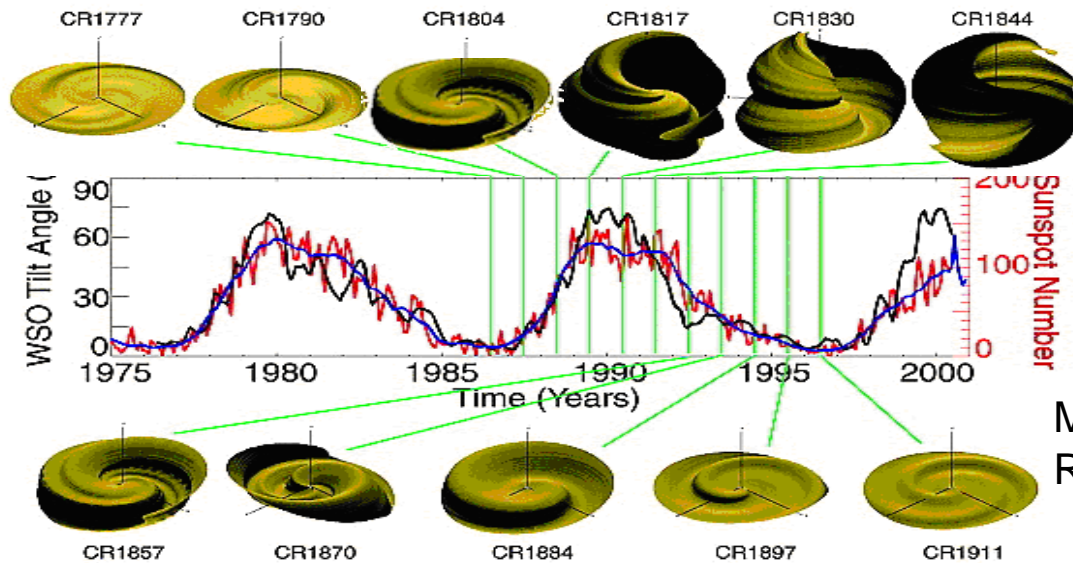 CR1777 CR1790 CR1804 CR1817 CR1830 CR1844
WSO Tilt Angle (
90
60
30
0
200
100
0
Sunspot Number
1975 1980 1985 1990 1995 2000
Time (Years)
M
R
CR1857 CR1870 CR1884 CR1897 CR1911